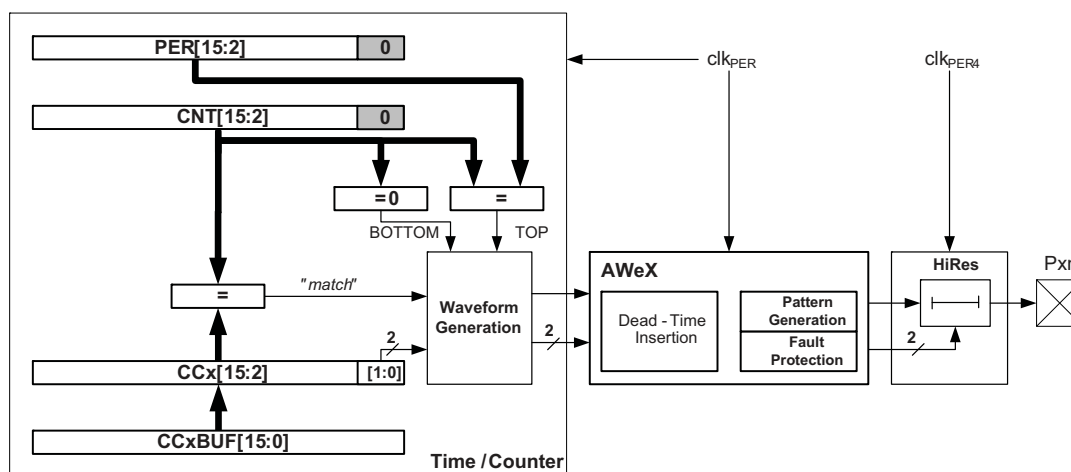 PER[15:2] 0
clkPER
clkPER4
CNT[15:2] 0
= 0
=
BOTTOM
TOP
AWeX
HiRes
"match"
=
Waveform
Generation
Dead - Time
Insertion
Pattern
Generation
Fault
Protection
2
2
2
CCx[15:2] [1:0]
CCxBUF[15:0]
Time / Counter